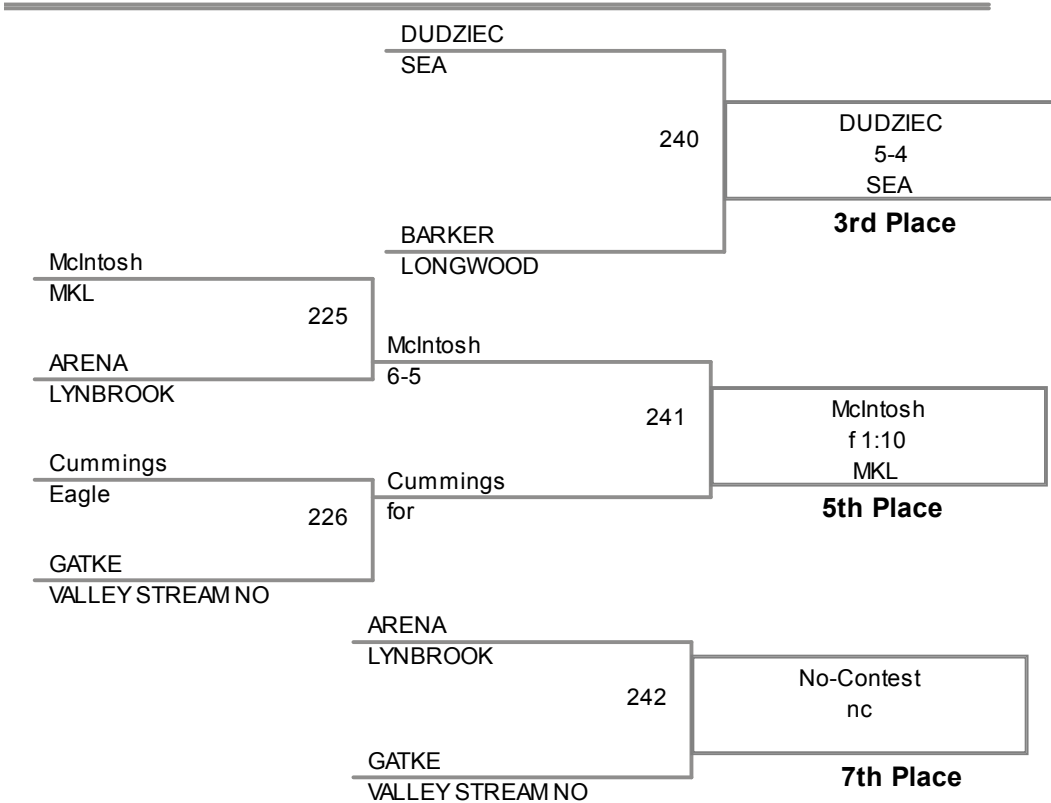 DUDZIEC
SEA
240
DUDZIEC
5-4
SEA
3rd Place
BARKER
LONGWOOD
McIntosh
MKL
225
ARENA
LYNBROOK
McIntosh
6-5
241
McIntosh
f 1:10
MKL
5th Place
Cummings
Eagle
226
Cummings
for
GATKE
VALLEY STREAM NO
ARENA
LYNBROOK
242
No-Contest
nc
7th Place
GATKE
VALLEY STREAM NO